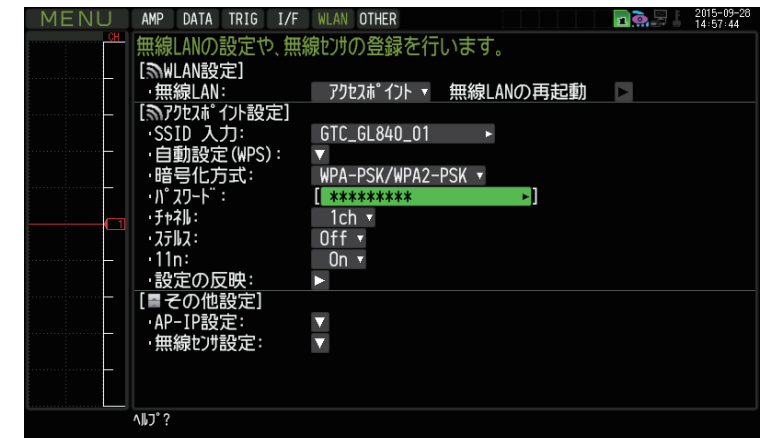 MENU AMP DATA TRIG I/F WLAN OTHER 2015-09-28
14:57:44
CH
無線LANの設定や、無線ｾﾝｻの登録を行います。
[WLAN設定]
・無線LAN: ｱｸｾｽﾎﾟｲﾝﾄ ▼ 無線LANの再起動 ►
[ｱｸｾｽﾎﾟｲﾝﾄ設定]
・SSID 入力: GTC_GL840_01 ►
・自動設定(WPS): ▼
・暗号化方式: WPA-PSK/WPA2-PSK ▼
・ﾊﾟｽﾜｰﾄﾞ: [ ********* ►]
・ﾁｬﾈﾙ: 1ch ▼
1
・ｽﾃﾙｽ: Off ▼
・11n: On ▼
・設定の反映: ►
[その他設定]
・AP-IP設定: ▼
・無線ｾﾝｻ設定: ▼
ﾍﾙﾌﾟ?